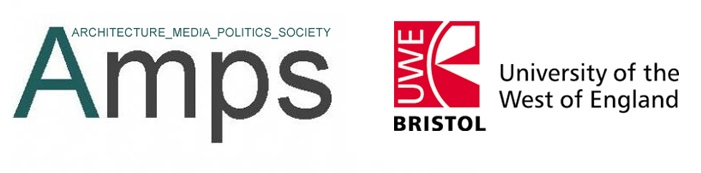 ARCHITECTURE_MEDIA_POLITICS_SOCIETY
Amps
UWE
BRISTOL
University of the
West of England